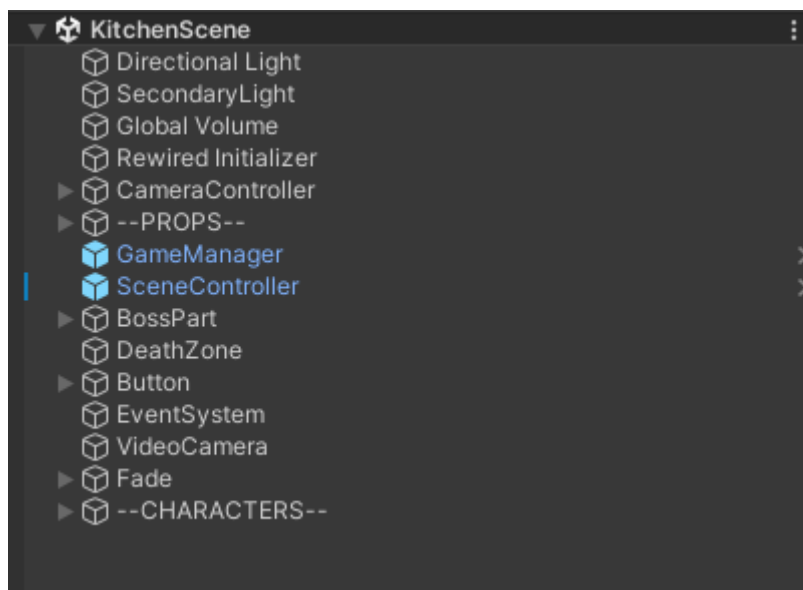 KitchenScene
Directional Light
SecondaryLight
Global Volume
Rewired Initializer
CameraController
--PROPS--
GameManager
SceneController
BossPart
DeathZone
Button
EventSystem
VideoCamera
Fade
--CHARACTERS--